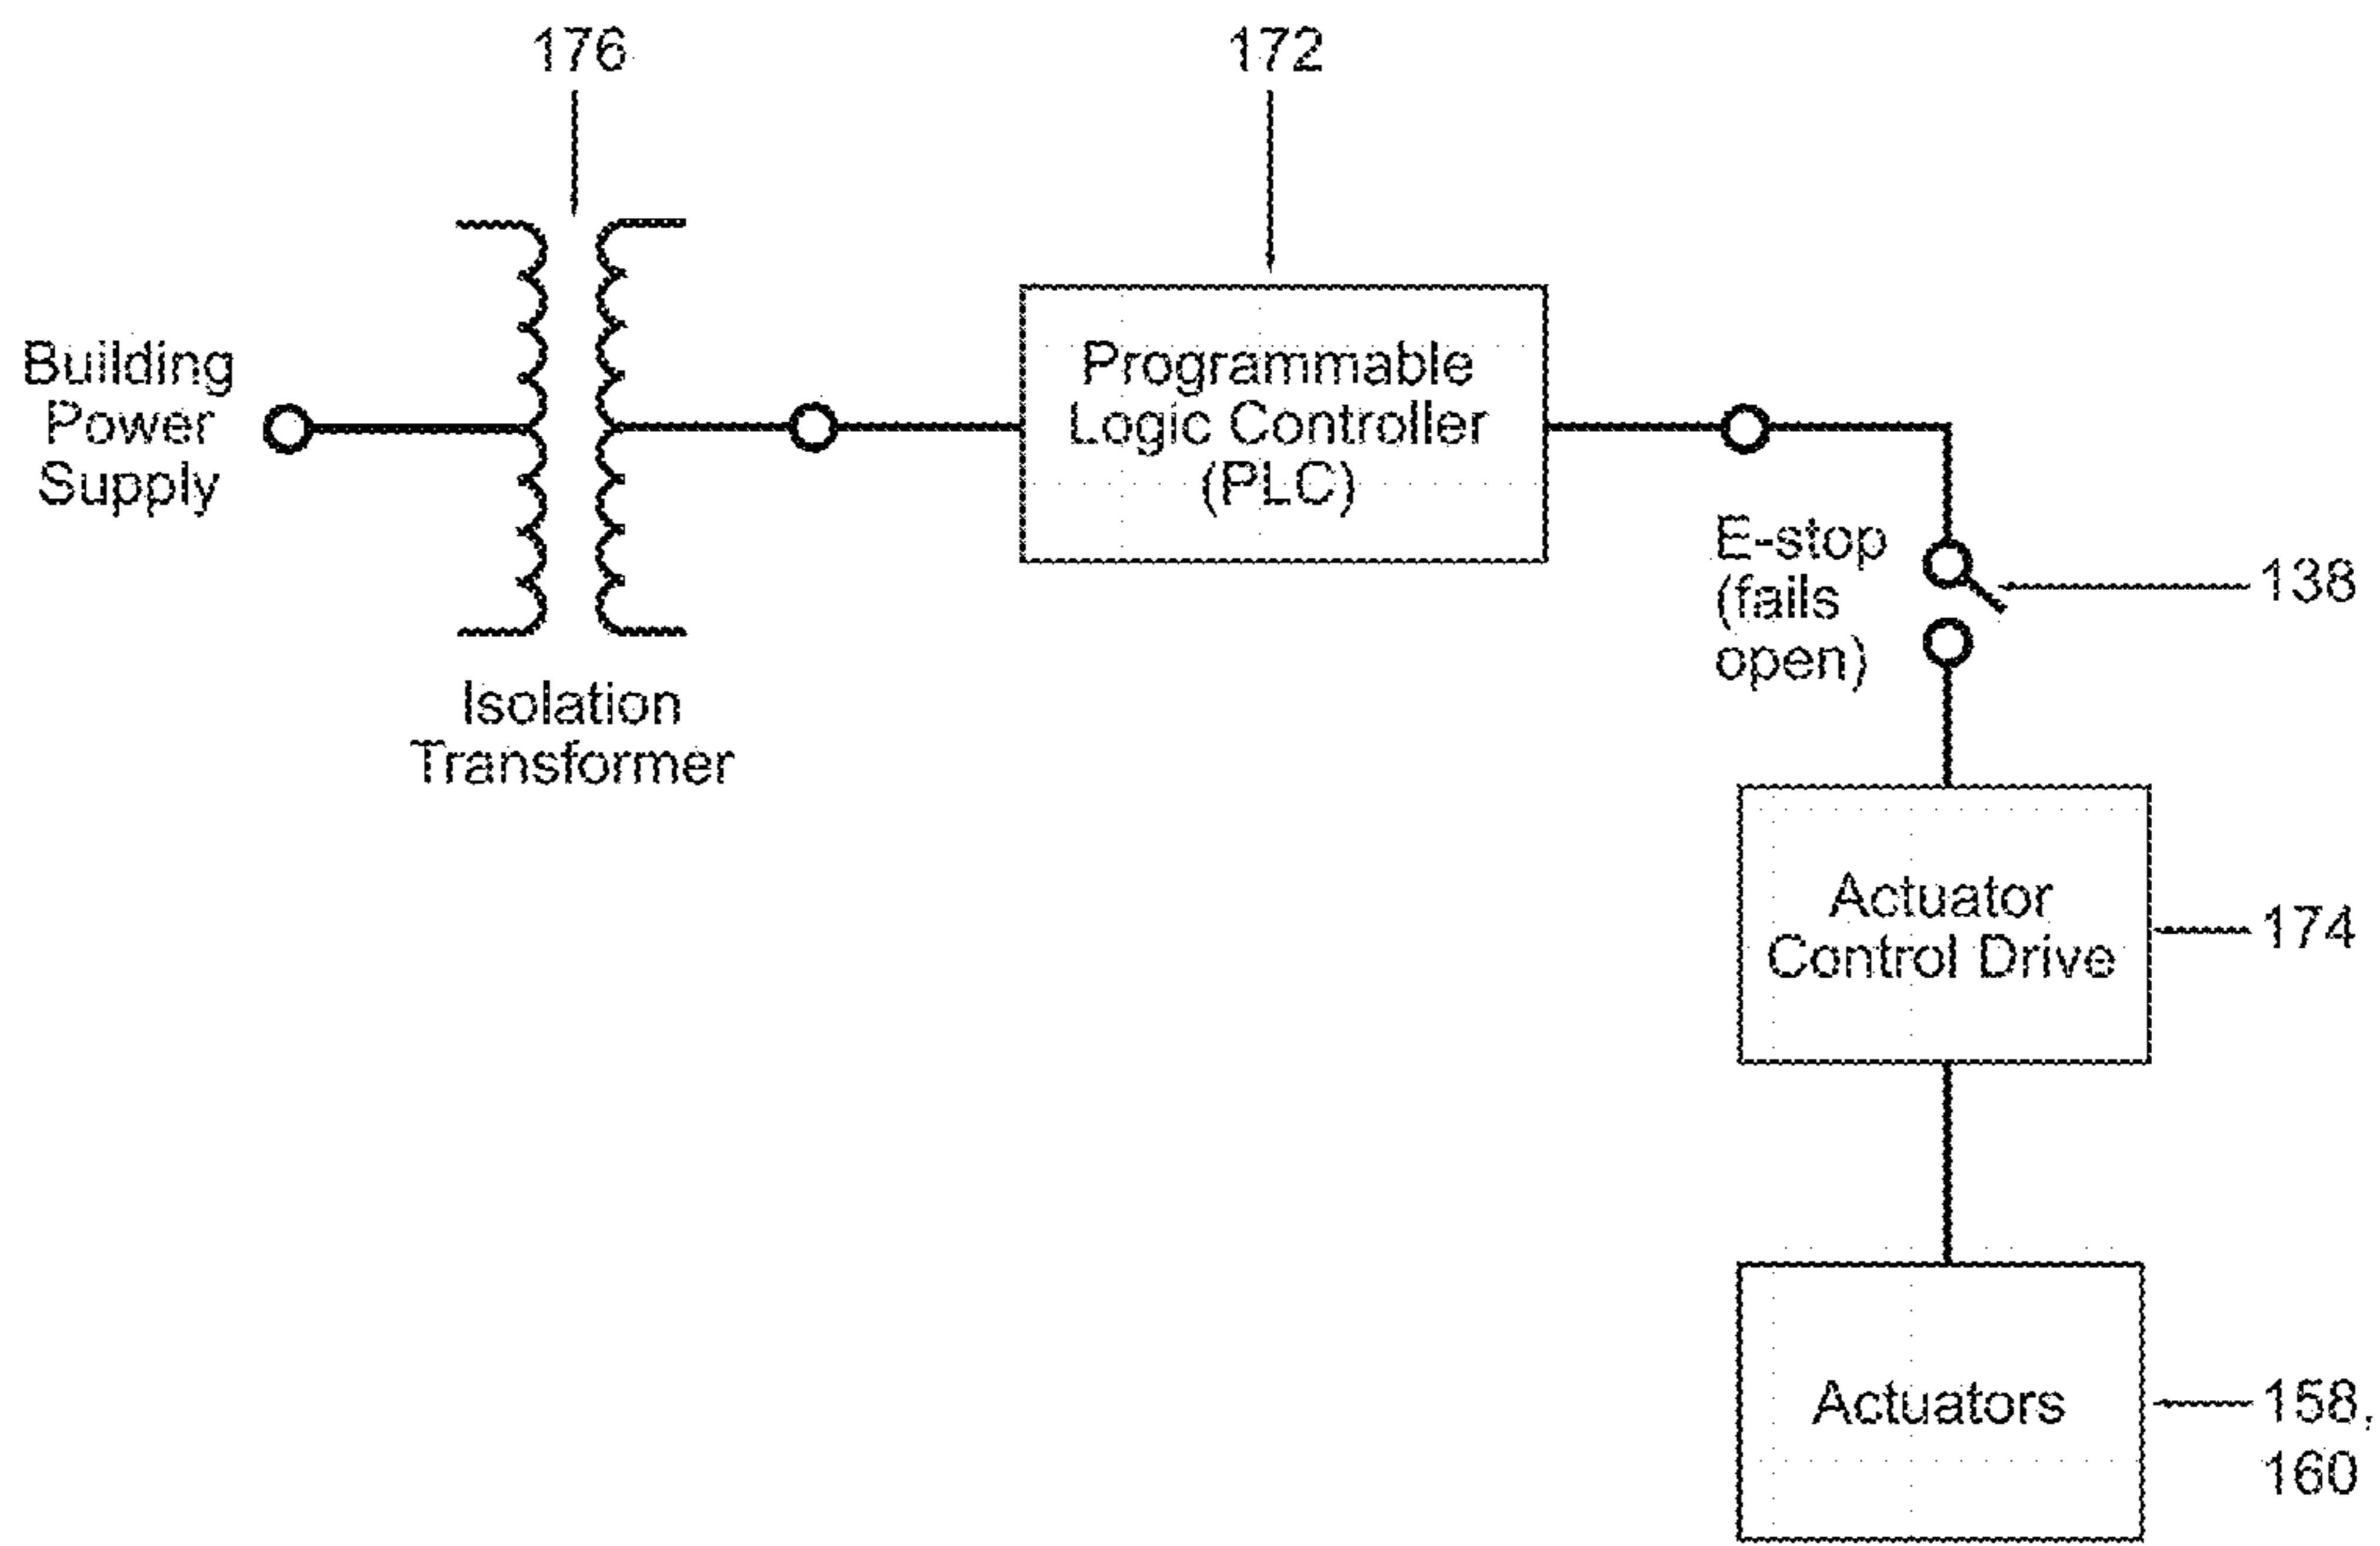 176
172
Building
Power
Supply
Programmable
Logic Controller
(PLC)
E-stop
(fails
open)
138
Isolation
Transformer
Actuator
Control Drive
174
Actuators
158,
160